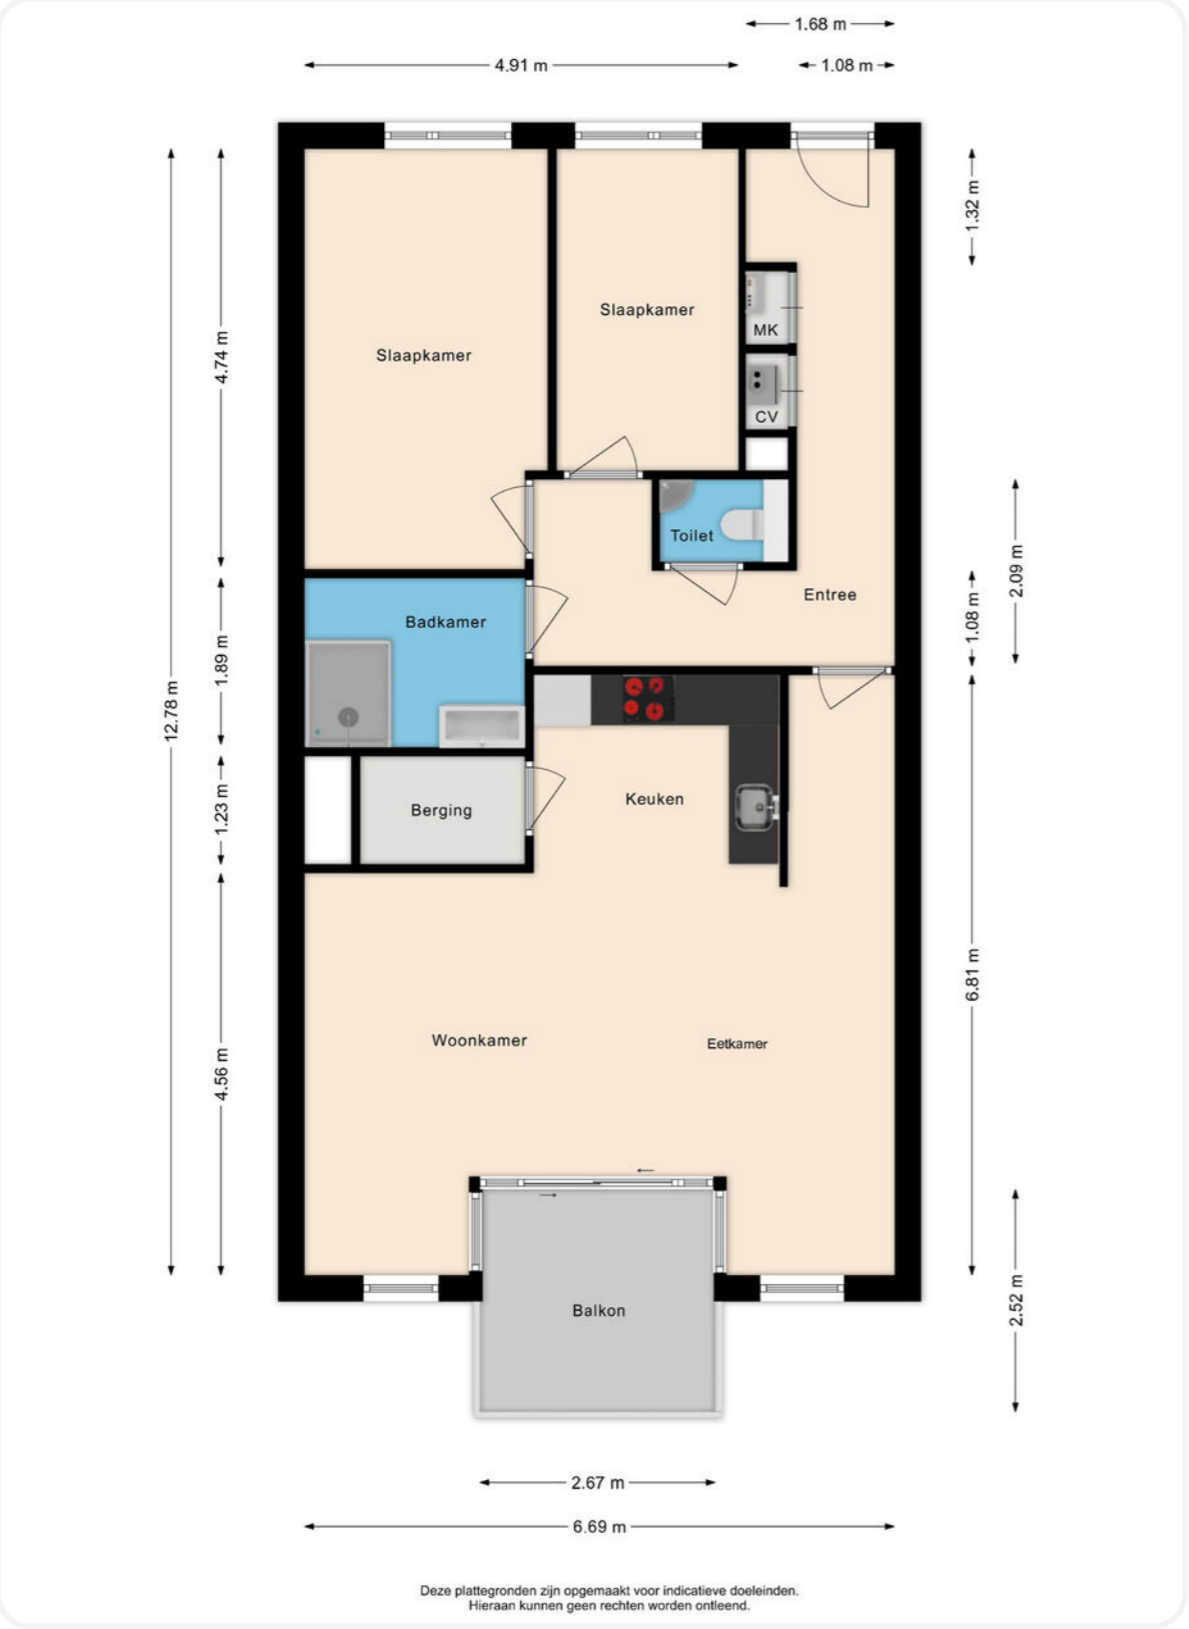 1.68 m
4.91 m
1.08 m
1.32 m
Slaapkamer
MK
Slaapkamer
4.74 m
CV
Toilet
2.09 m
Entree
1.08 m
Badkamer
1.89 m
12.78 m
Keuken
1.23 m
Berging
6.81 m
Woonkamer
Eetkamer
4.56 m
2.52 m
Balkon
2.67 m
6.69 m
Deze plattegronden zijn opgemaakt voor indicatieve doeleinden.
Hieraan kunnen geen rechten worden ontleend.